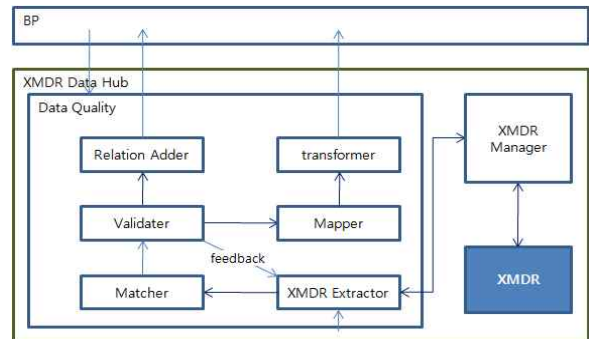 BP
XMDR Data Hub
Data Quality
Relation Adder
transformer
XMDR
Manager
Validater
Mapper
feedback
Matcher
XMDR Extractor
XMDR